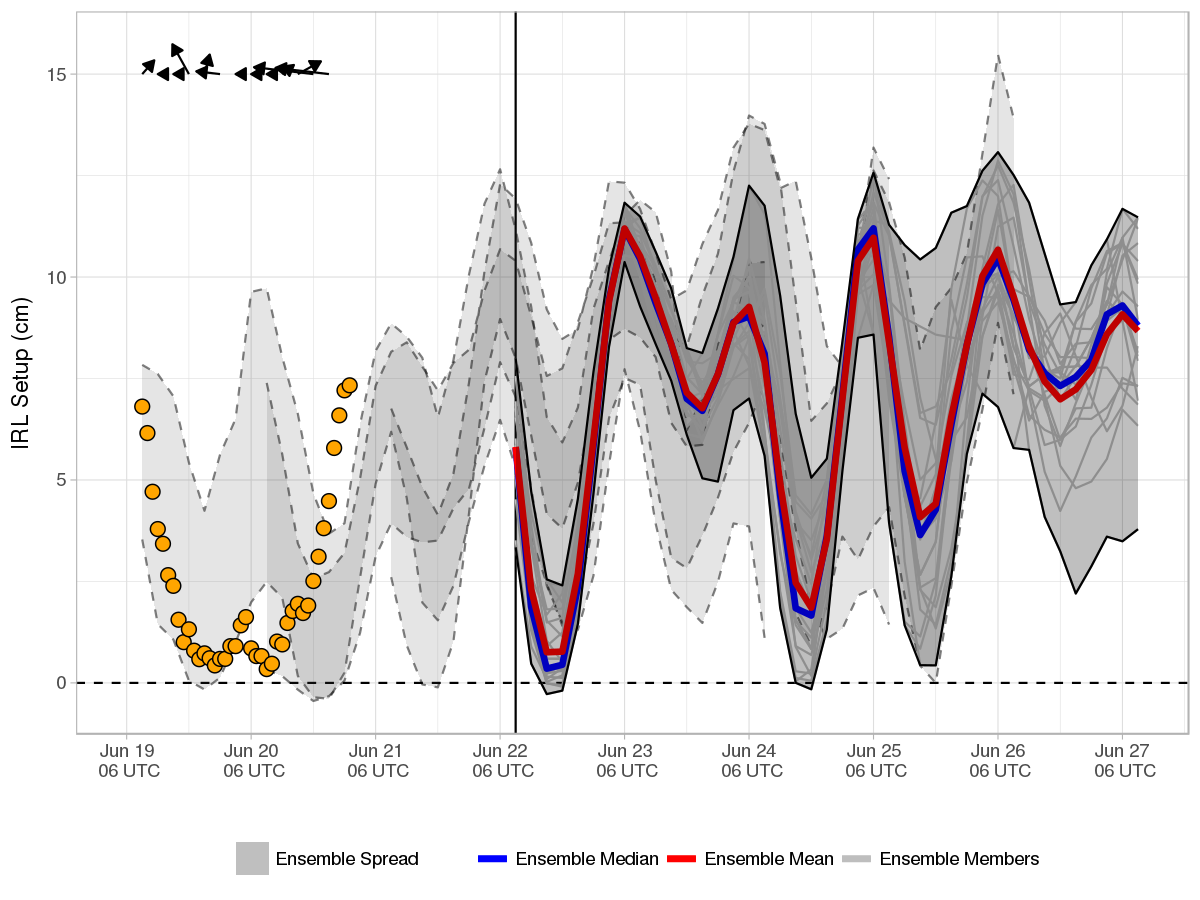 IRL Setup (cm)
15
10
5
0
Jun 19 Jun 20 Jun 21 Jun 22 Jun 23 Jun 24 Jun 25 Jun 26 Jun 27
06 UTC 06 UTC 06 UTC 06 UTC 06 UTC 06 UTC 06 UTC 06 UTC 06 UTC
Ensemble Spread Ensemble Median Ensemble Mean Ensemble Members